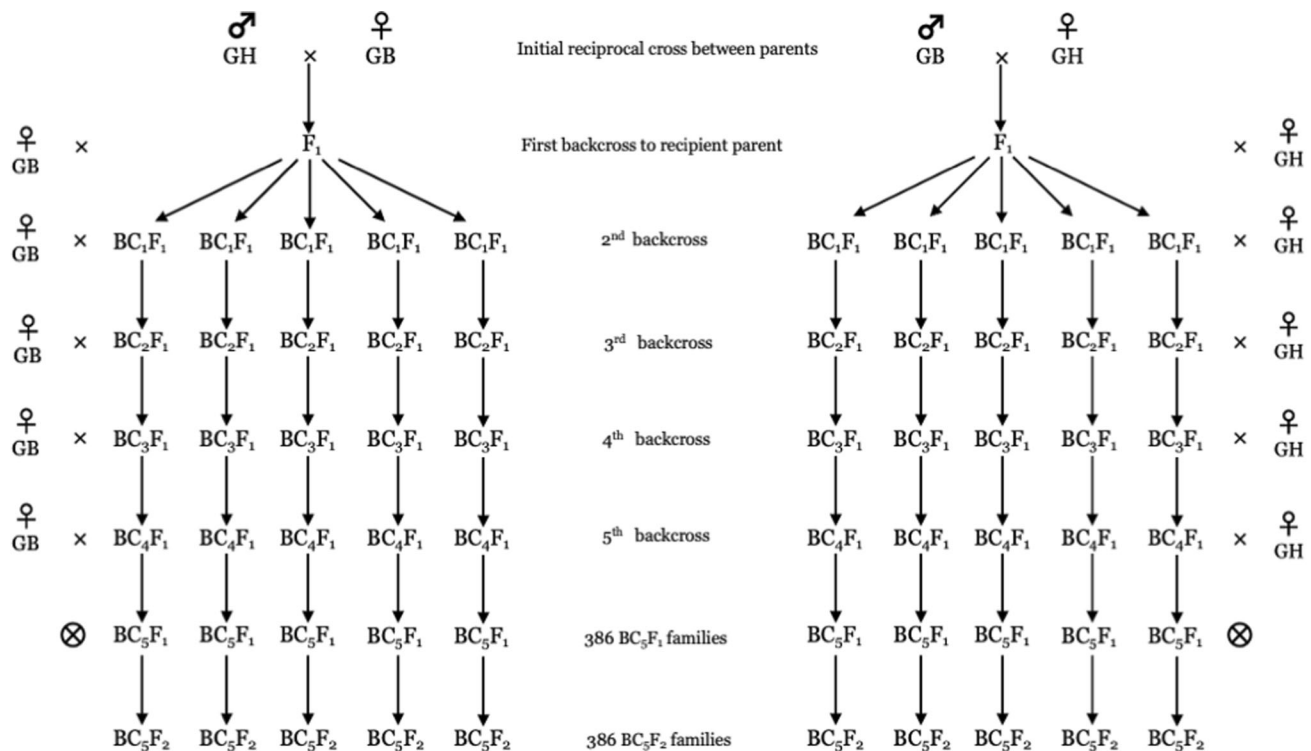 ♂ ♀ Initial reciprocal cross between parents ♂ ♀
GH × GB GB × GH
♀ GB × F₁ First backcross to recipient parent F₁ × ♀ GH
♀ GB × BC₁F₁ BC₁F₁ BC₁F₁ BC₁F₁ BC₁F₁ 2ⁿᵈ backcross BC₁F₁ BC₁F₁ BC₁F₁ BC₁F₁ BC₁F₁ × ♀ GH
♀ GB × BC₂F₁ BC₂F₁ BC₂F₁ BC₂F₁ BC₂F₁ 3ʳᵈ backcross BC₂F₁ BC₂F₁ BC₂F₁ BC₂F₁ BC₂F₁ × ♀ GH
♀ GB × BC₃F₁ BC₃F₁ BC₃F₁ BC₃F₁ BC₃F₁ 4ᵗʰ backcross BC₃F₁ BC₃F₁ BC₃F₁ BC₃F₁ BC₃F₁ × ♀ GH
♀ GB × BC₄F₁ BC₄F₁ BC₄F₁ BC₄F₁ BC₄F₁ 5ᵗʰ backcross BC₄F₁ BC₄F₁ BC₄F₁ BC₄F₁ BC₄F₁ × ♀ GH
⊗ BC₅F₁ BC₅F₁ BC₅F₁ BC₅F₁ BC₅F₁ 386 BC₅F₁ families BC₅F₁ BC₅F₁ BC₅F₁ BC₅F₁ BC₅F₁ ⊗
BC₅F₂ BC₅F₂ BC₅F₂ BC₅F₂ BC₅F₂ 386 BC₅F₂ families BC₅F₂ BC₅F₂ BC₅F₂ BC₅F₂ BC₅F₂